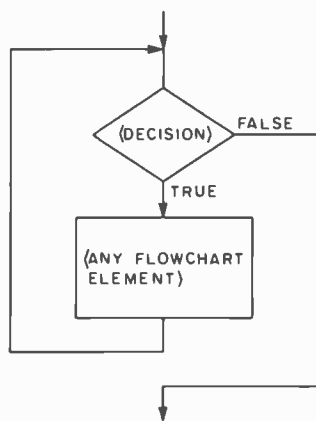 (DECISION)
FALSE
TRUE
(ANY FLOWCHART
ELEMENT)